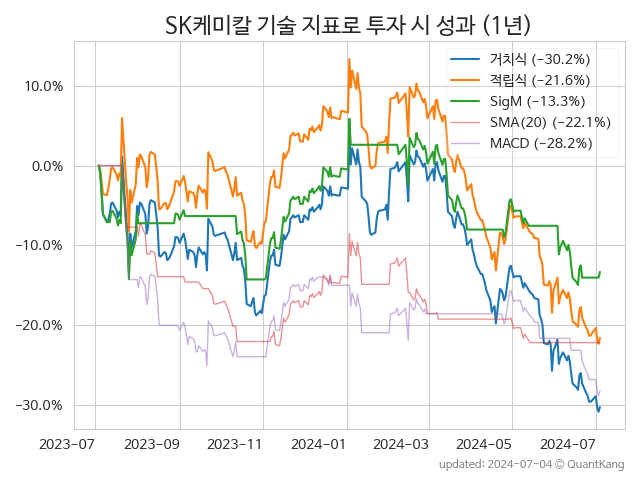 SK케미칼 기술 지표로 투자 시 성과 (1년)
거치식 (−30.2%)
적립식 (−21.6%)
SigM (−13.3%)
SMA(20) (−22.1%)
MACD (−28.2%)
10.0%
0.0%
−10.0%
−20.0%
−30.0%
2023-07 2023-09 2023-11 2024-01 2024-03 2024-05 2024-07
updated: 2024-07-04 © QuantKang